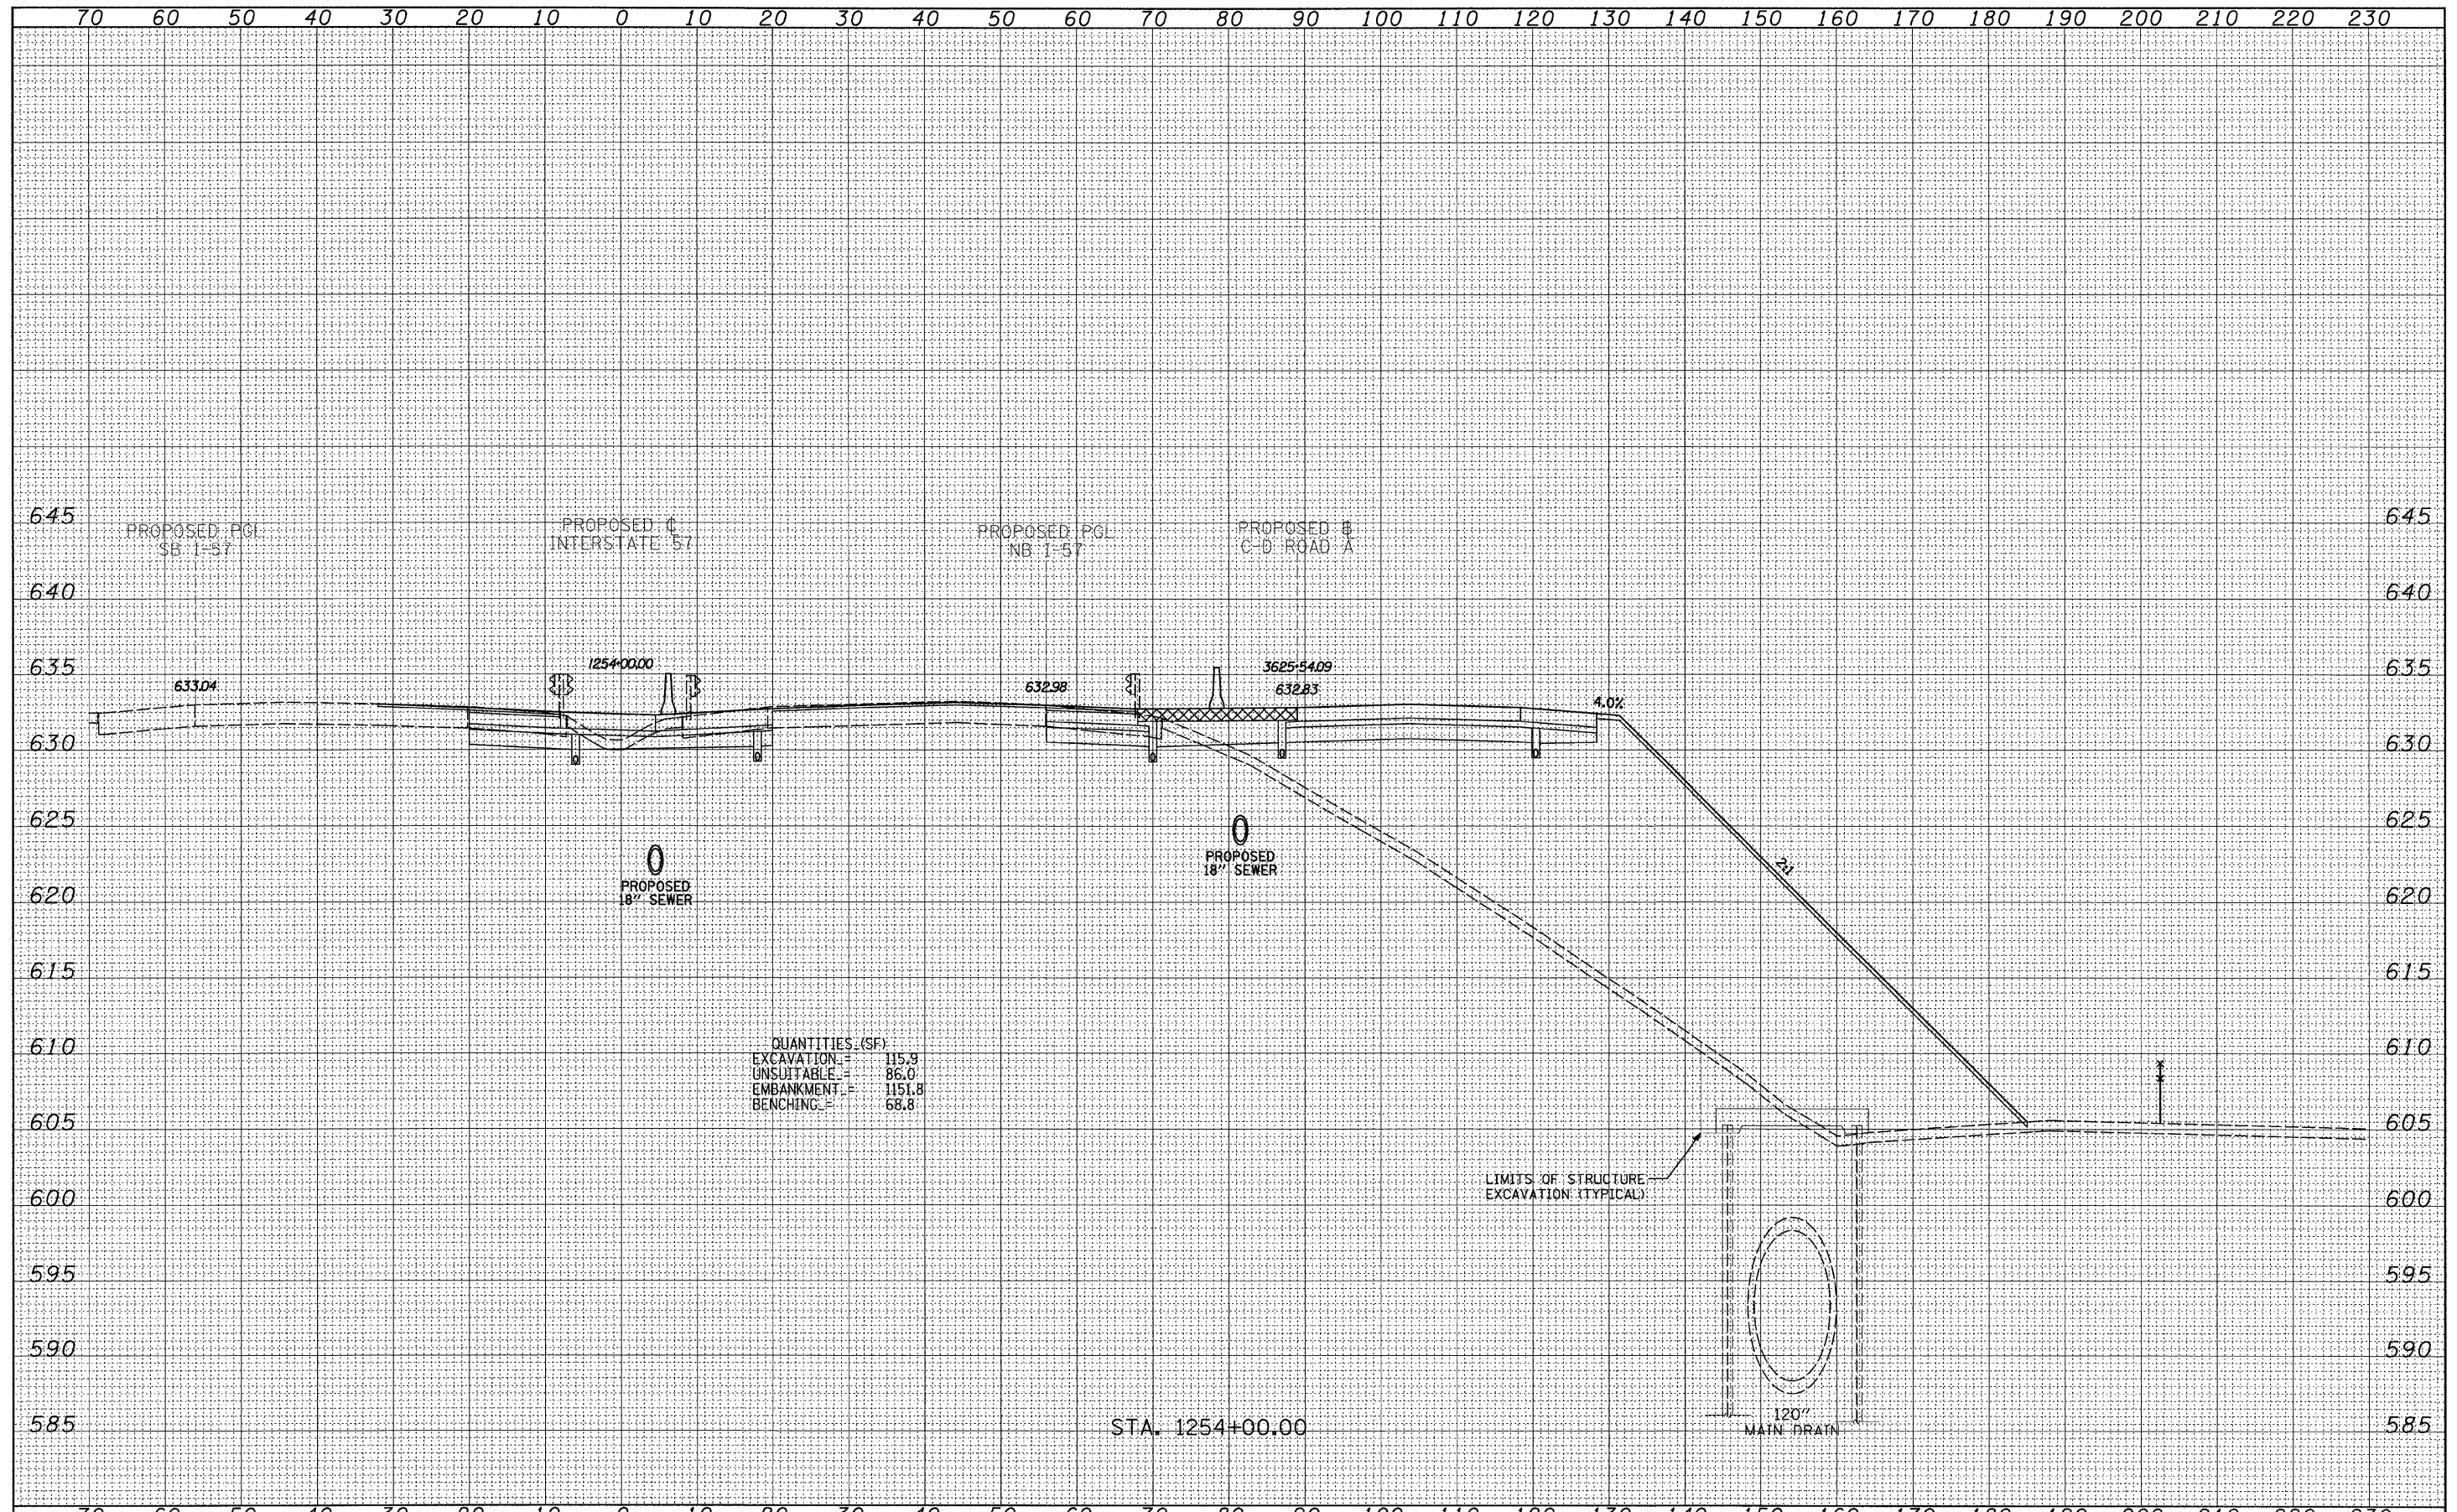 70 60 50 40 30 20 10 0 10 20 30 40 50 60 70 80 90 100 110 120 130 140 150 160 170 180 190 200 210 220 230
645 645
PROPOSED PGL
SB I-57
PROPOSED ℄
INTERSTATE 57
PROPOSED PGL
NB I-57
PROPOSED
C-D ROAD A
640 640
635 635
1254+00.00
3625+54.09
633.04
632.98
632.83
4.0%
630 630
625 625
PROPOSED
18" SEWER
PROPOSED
18" SEWER
2:1
620 620
615 615
610 610
QUANTITIES_(SF)
EXCAVATION_= 115.9
UNSUITABLE_= 86.0
EMBANKMENT_= 1151.8
BENCHING_= 68.8
605 605
LIMITS OF STRUCTURE
EXCAVATION (TYPICAL)
600 600
595 595
590 590
585 585
STA. 1254+00.00
120"
MAIN DRAIN